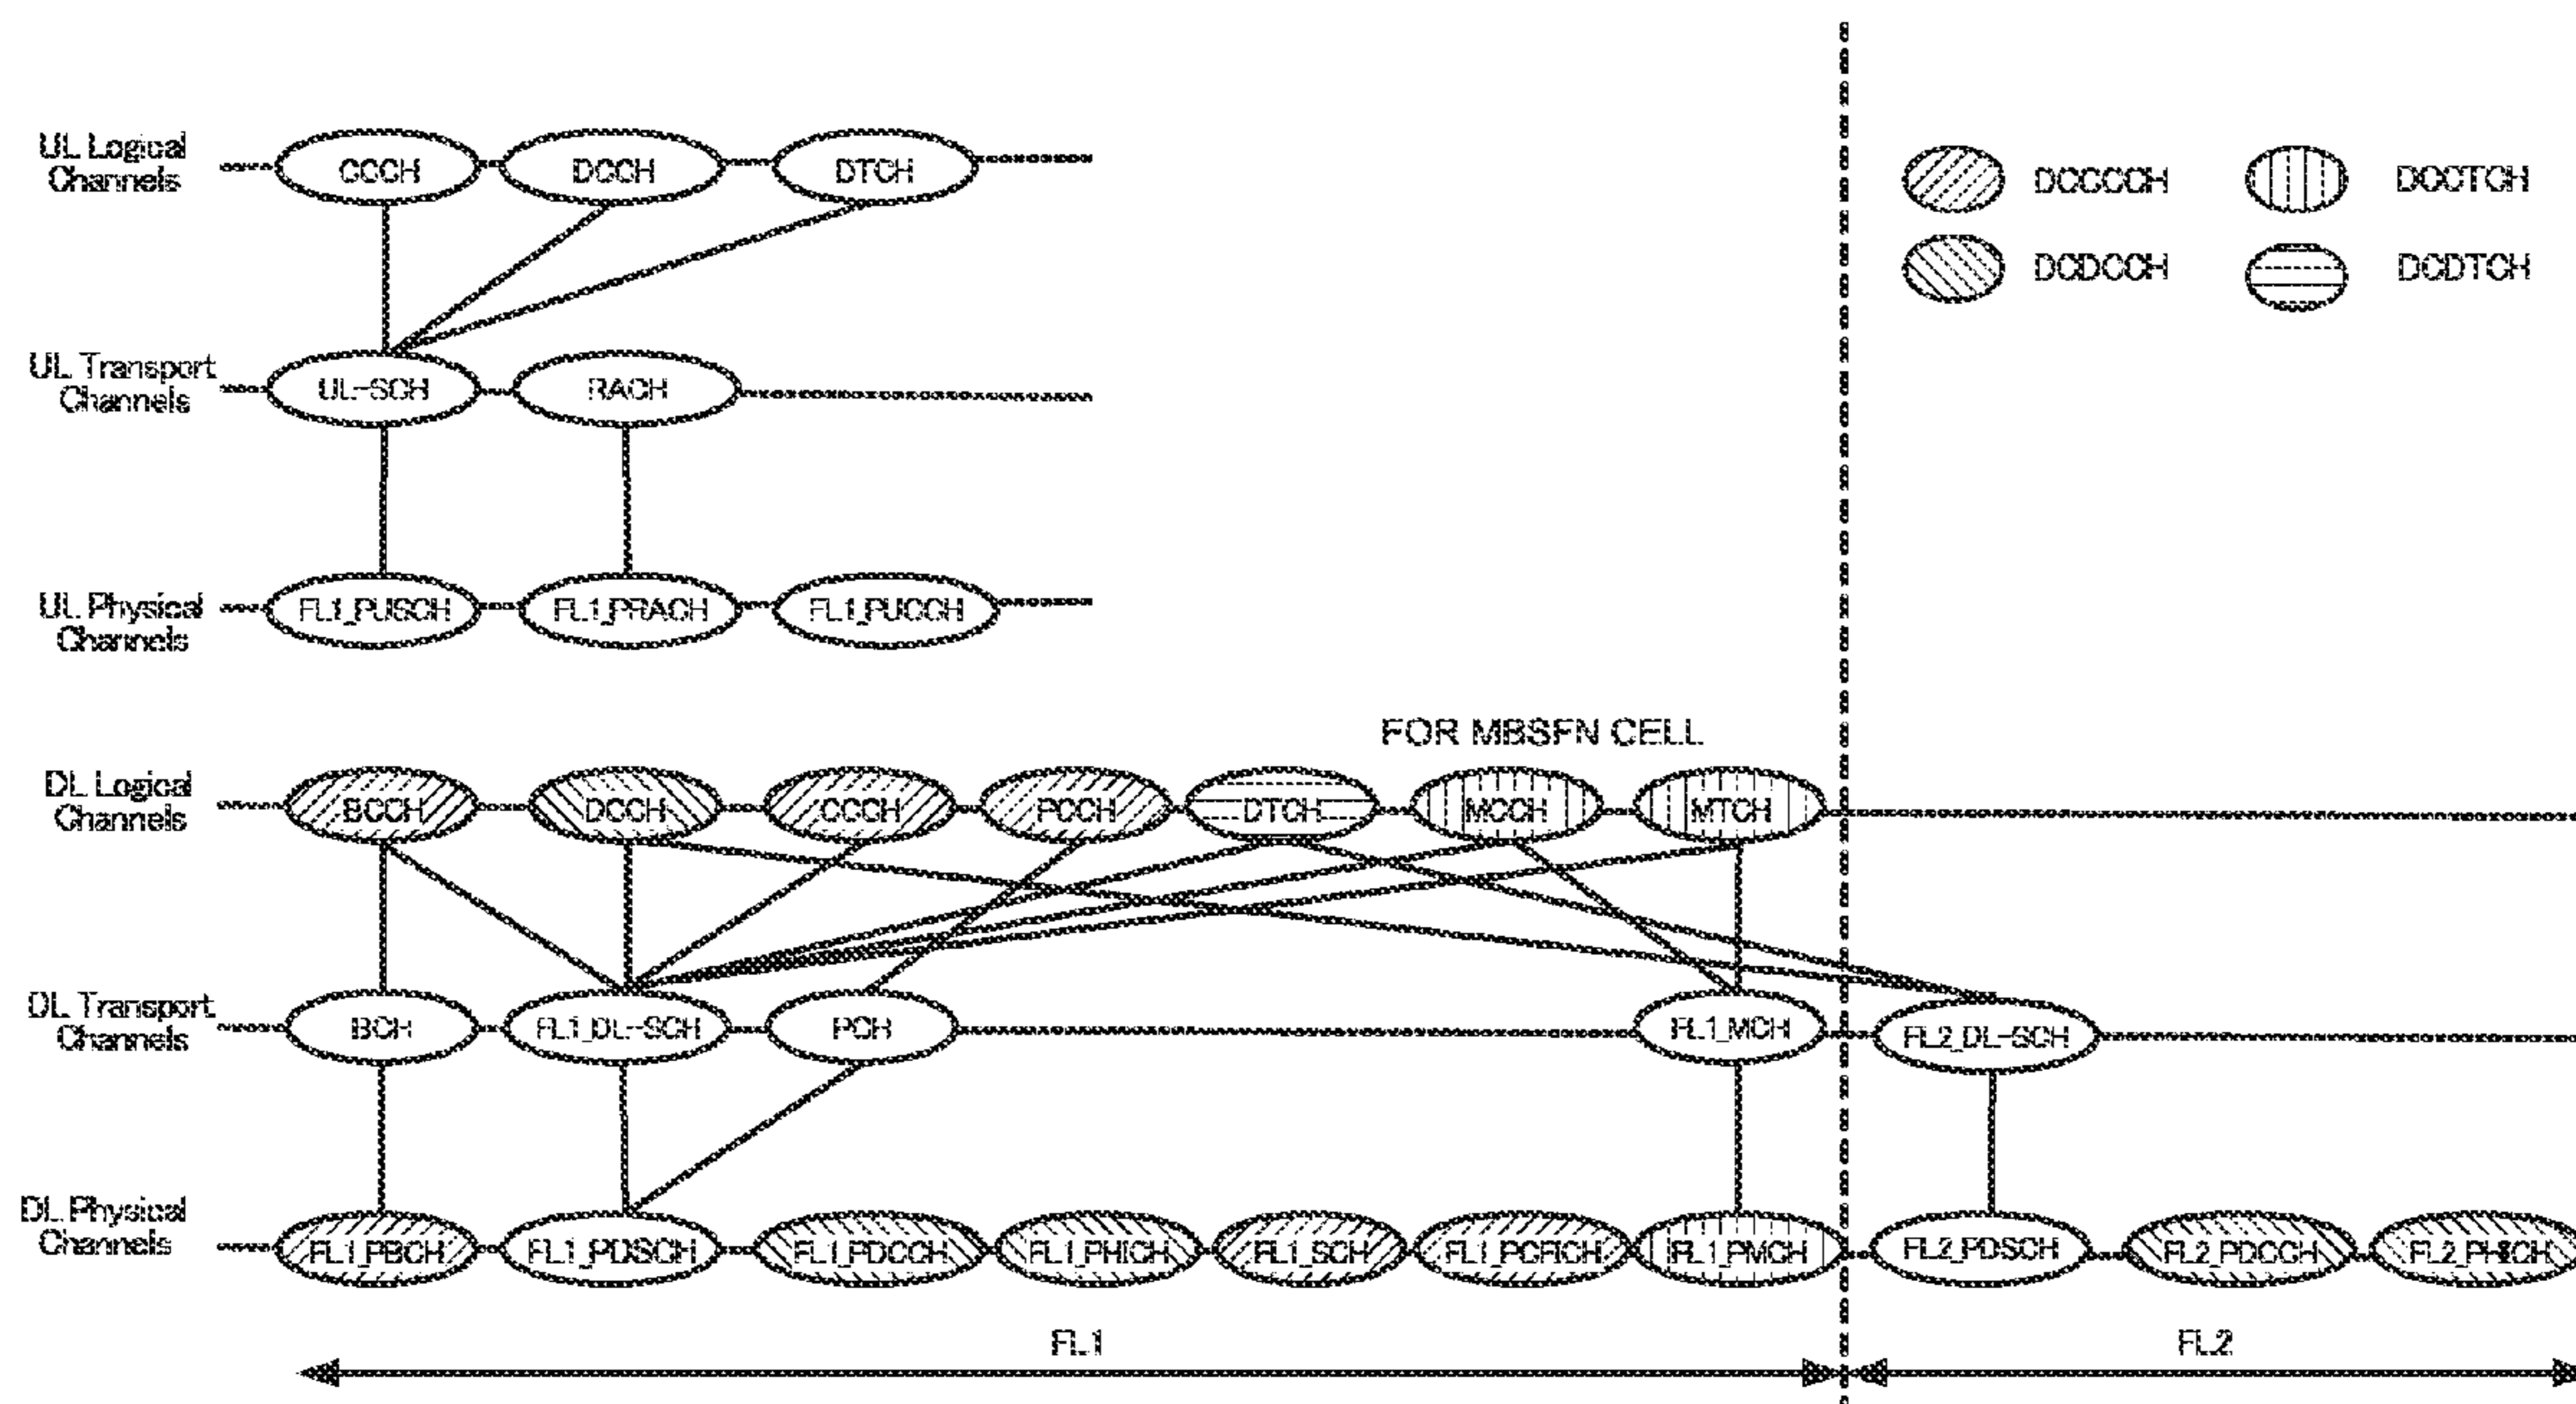 UL Logical
Channels
CCCH DCCH DTCH
DCCCCH DCCTCH
DCDCCH DCDTCH
UL Transport
Channels
UL-SCH RACH
UL Physical
Channels
FL1_PUSCH FL1_PRACH FL1_PUCCH
FOR MBSFN CELL
DL Logical
Channels
BCCH DCCH CCCH PCCH DTCH MCCH MTCH
DL Transport
Channels
BCH FL1_DL-SCH PCH FL1_MCH FL2_DL-SCH
DL Physical
Channels
FL1_PBCH FL1_PDSCH FL1_PDCCH FL1_PHICH FL1_SCH FL1_PCFICH FL1_PMCH FL2_PDSCH FL2_PDCCH FL2_PHICH
FL1 FL2